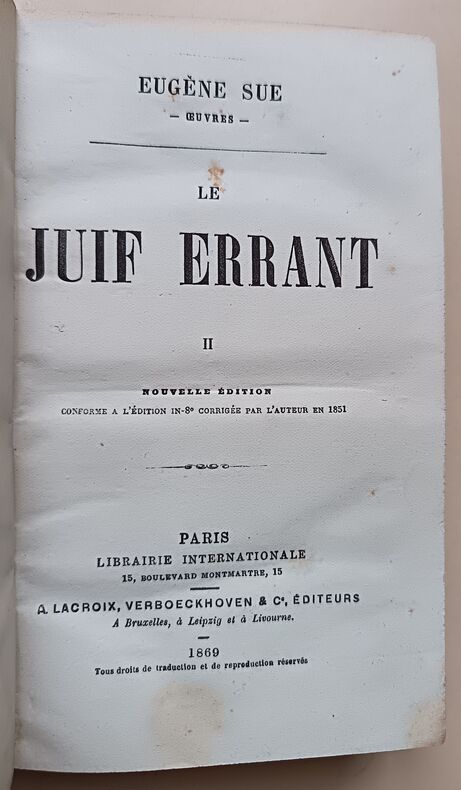 EUGÈNE SUE
— ŒUVRES —
LE
JUIF ERRANT
II
NOUVELLE ÉDITION
CONFORME A L'ÉDITION IN-8º CORRIGÉE PAR L'AUTEUR EN 1851
PARIS
LIBRAIRIE INTERNATIONALE
15, BOULEVARD MONTMARTRE, 15
A. LACROIX, VERBOECKHOVEN & Cº, ÉDITEURS
A Bruxelles, à Leipzig et à Livourne.
1869
Tous droits de traduction et de reproduction réservés